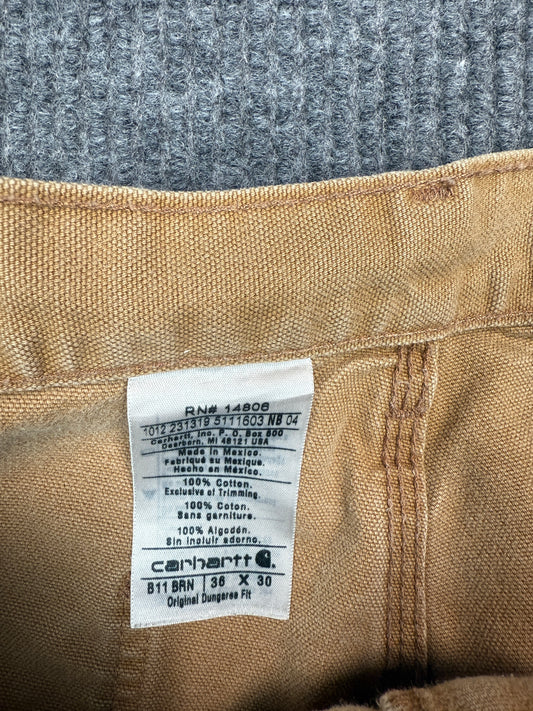 RN# 14806
1012 231319 5111603 NB 04
Carhartt, Inc. P. O. Box 600
Dearborn, MI 48121 USA
Made in Mexico.
Fabriqué au Mexique.
Hecho en México.
100% Cotton.
Exclusive of Trimming.
100% Coton.
Sans garniture.
100% Algodón.
Sin incluir adorno.
carhartt
B11 BRN 36 X 30
Original Dungaree Fit